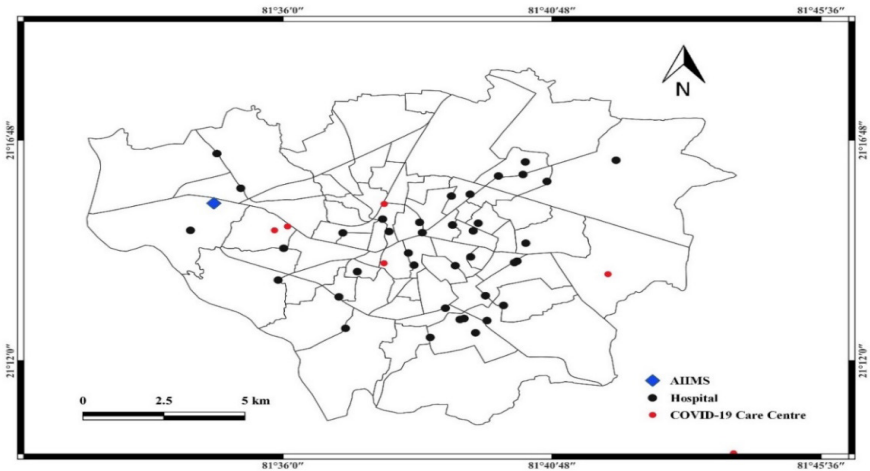 81°36'0" 81°40'48" 81°45'36"
N
21°16'48" 21°16'48"
21°12'0" 21°12'0"
AIIMS
Hospital
COVID-19 Care Centre
0 2.5 5 km
81°36'0" 81°40'48" 81°45'36"